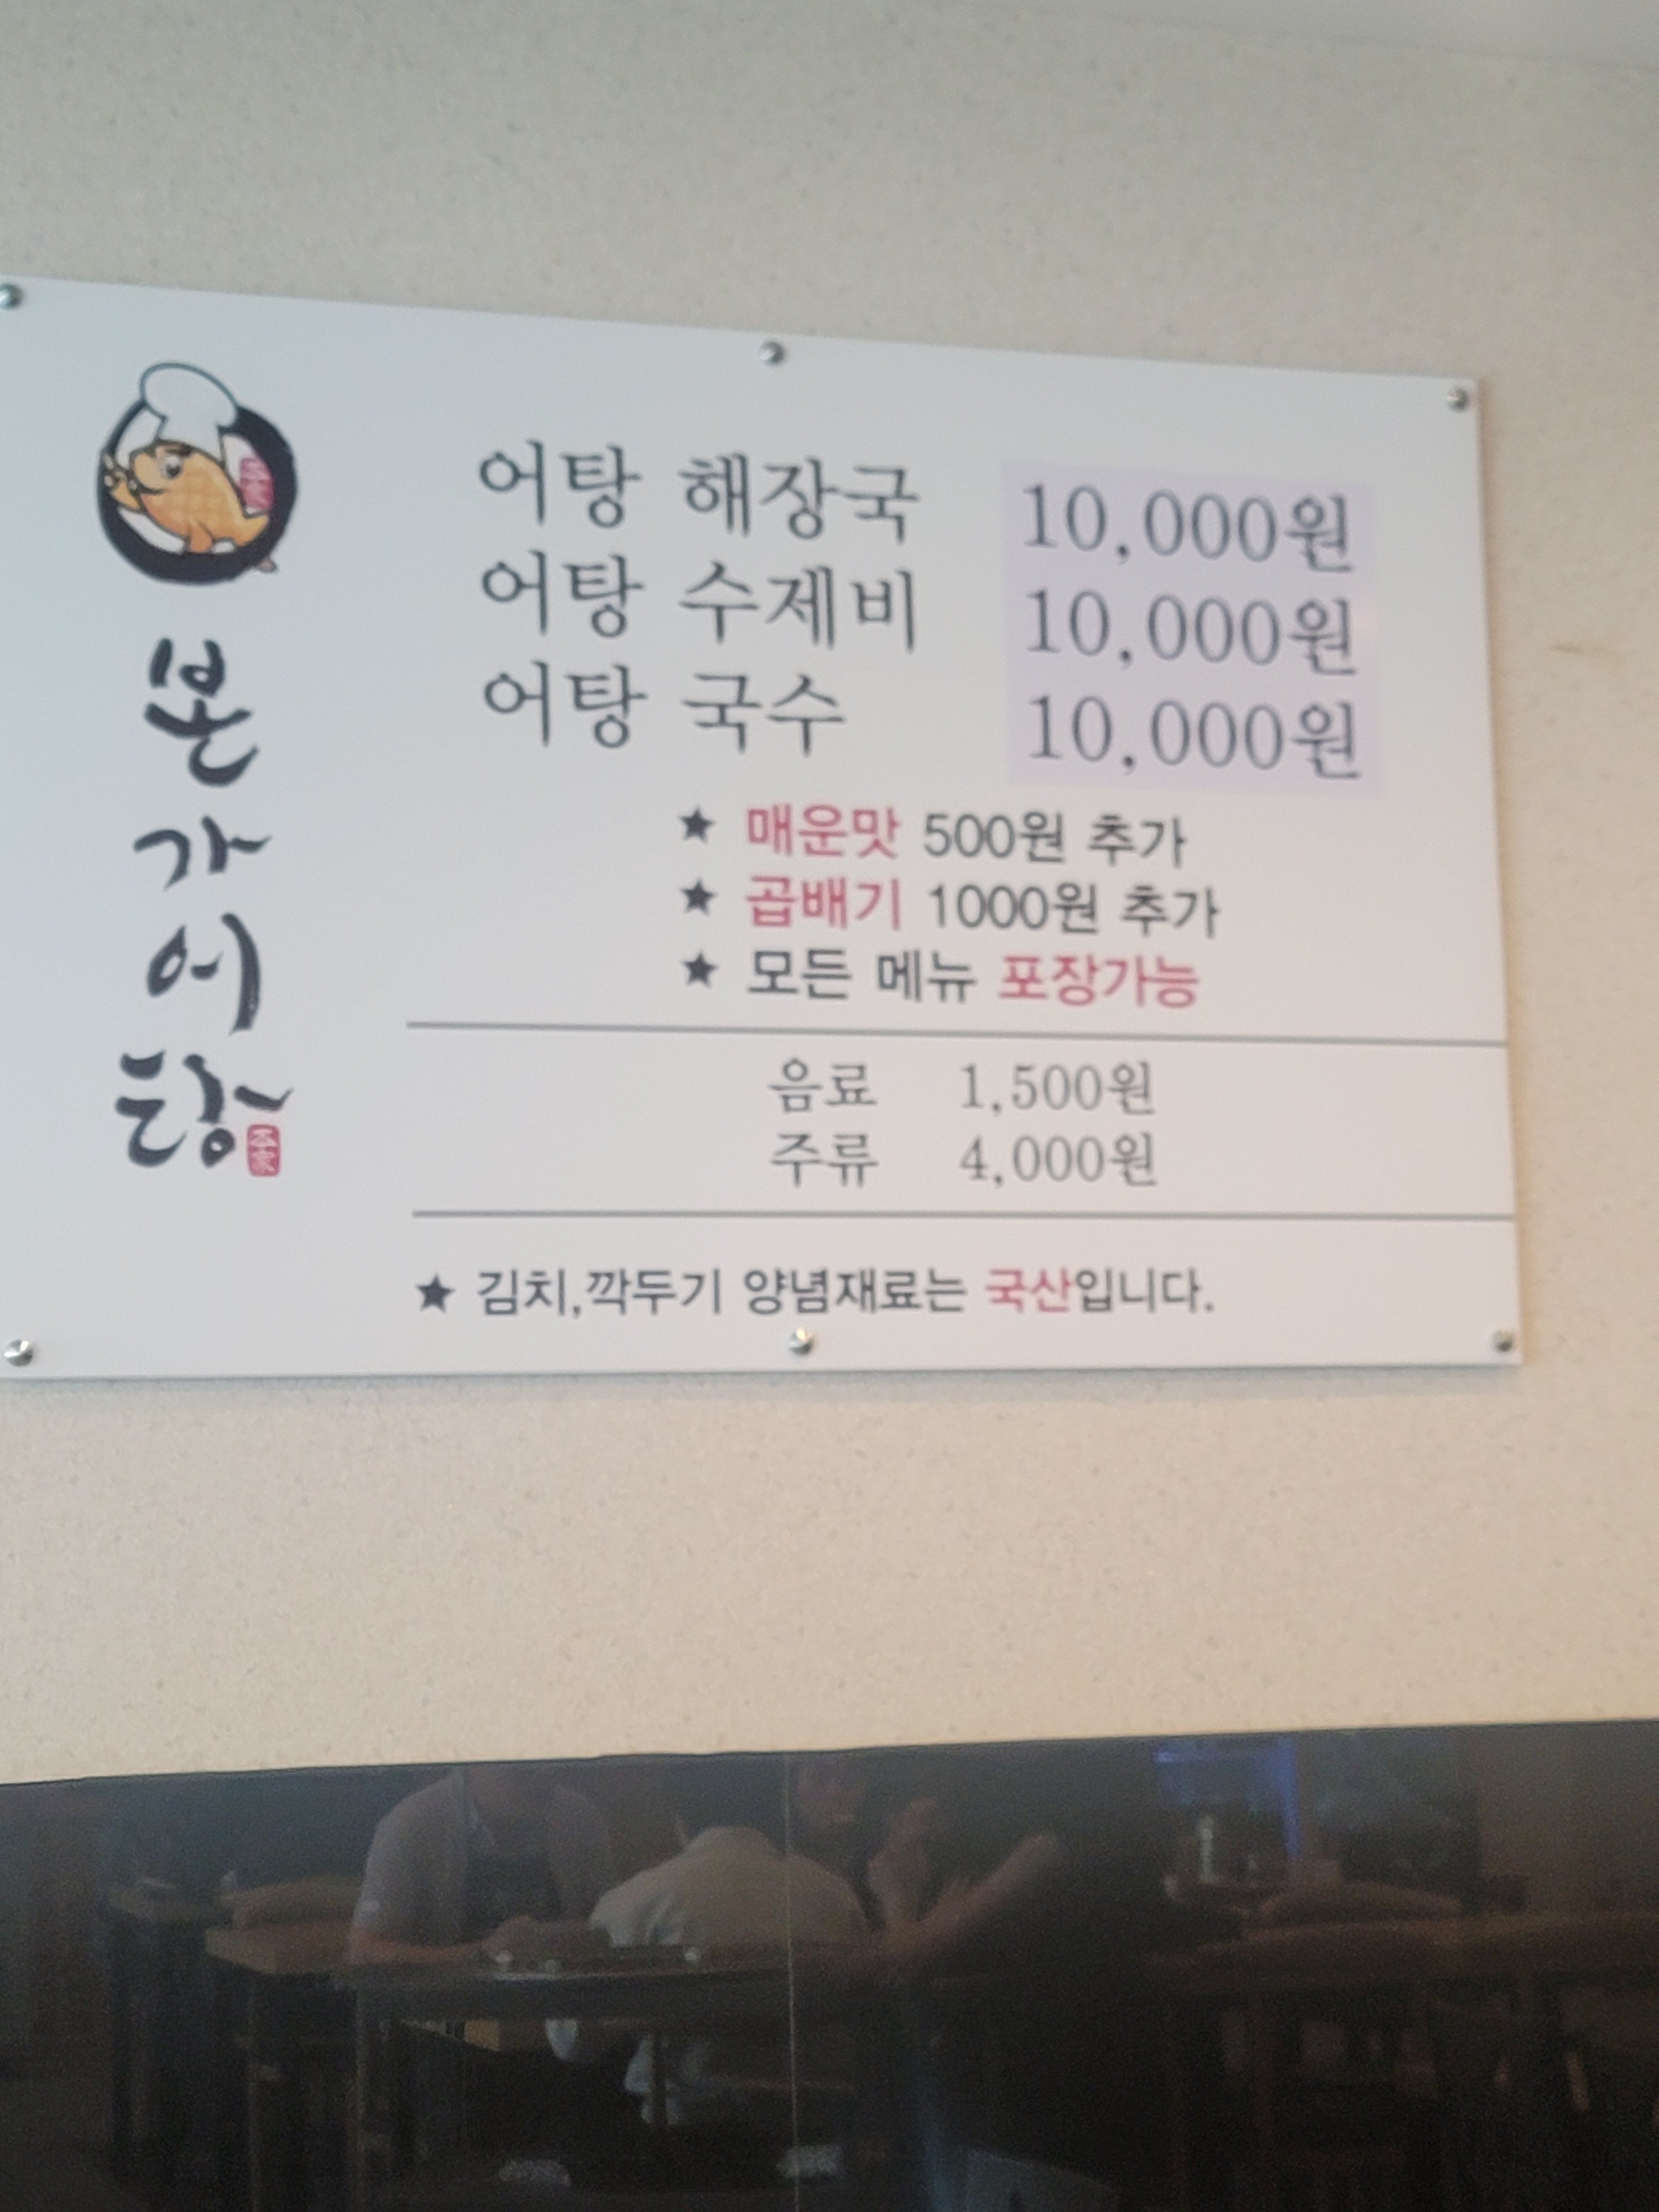 본가어탕
어탕 해장국 10,000원
어탕 수제비 10,000원
어탕 국수 10,000원
★ 매운맛 500원 추가
★ 곱배기 1000원 추가
★ 모든 메뉴 포장가능
음료 1,500원
주류 4,000원
★ 김치,깍두기 양념재료는 국산입니다.